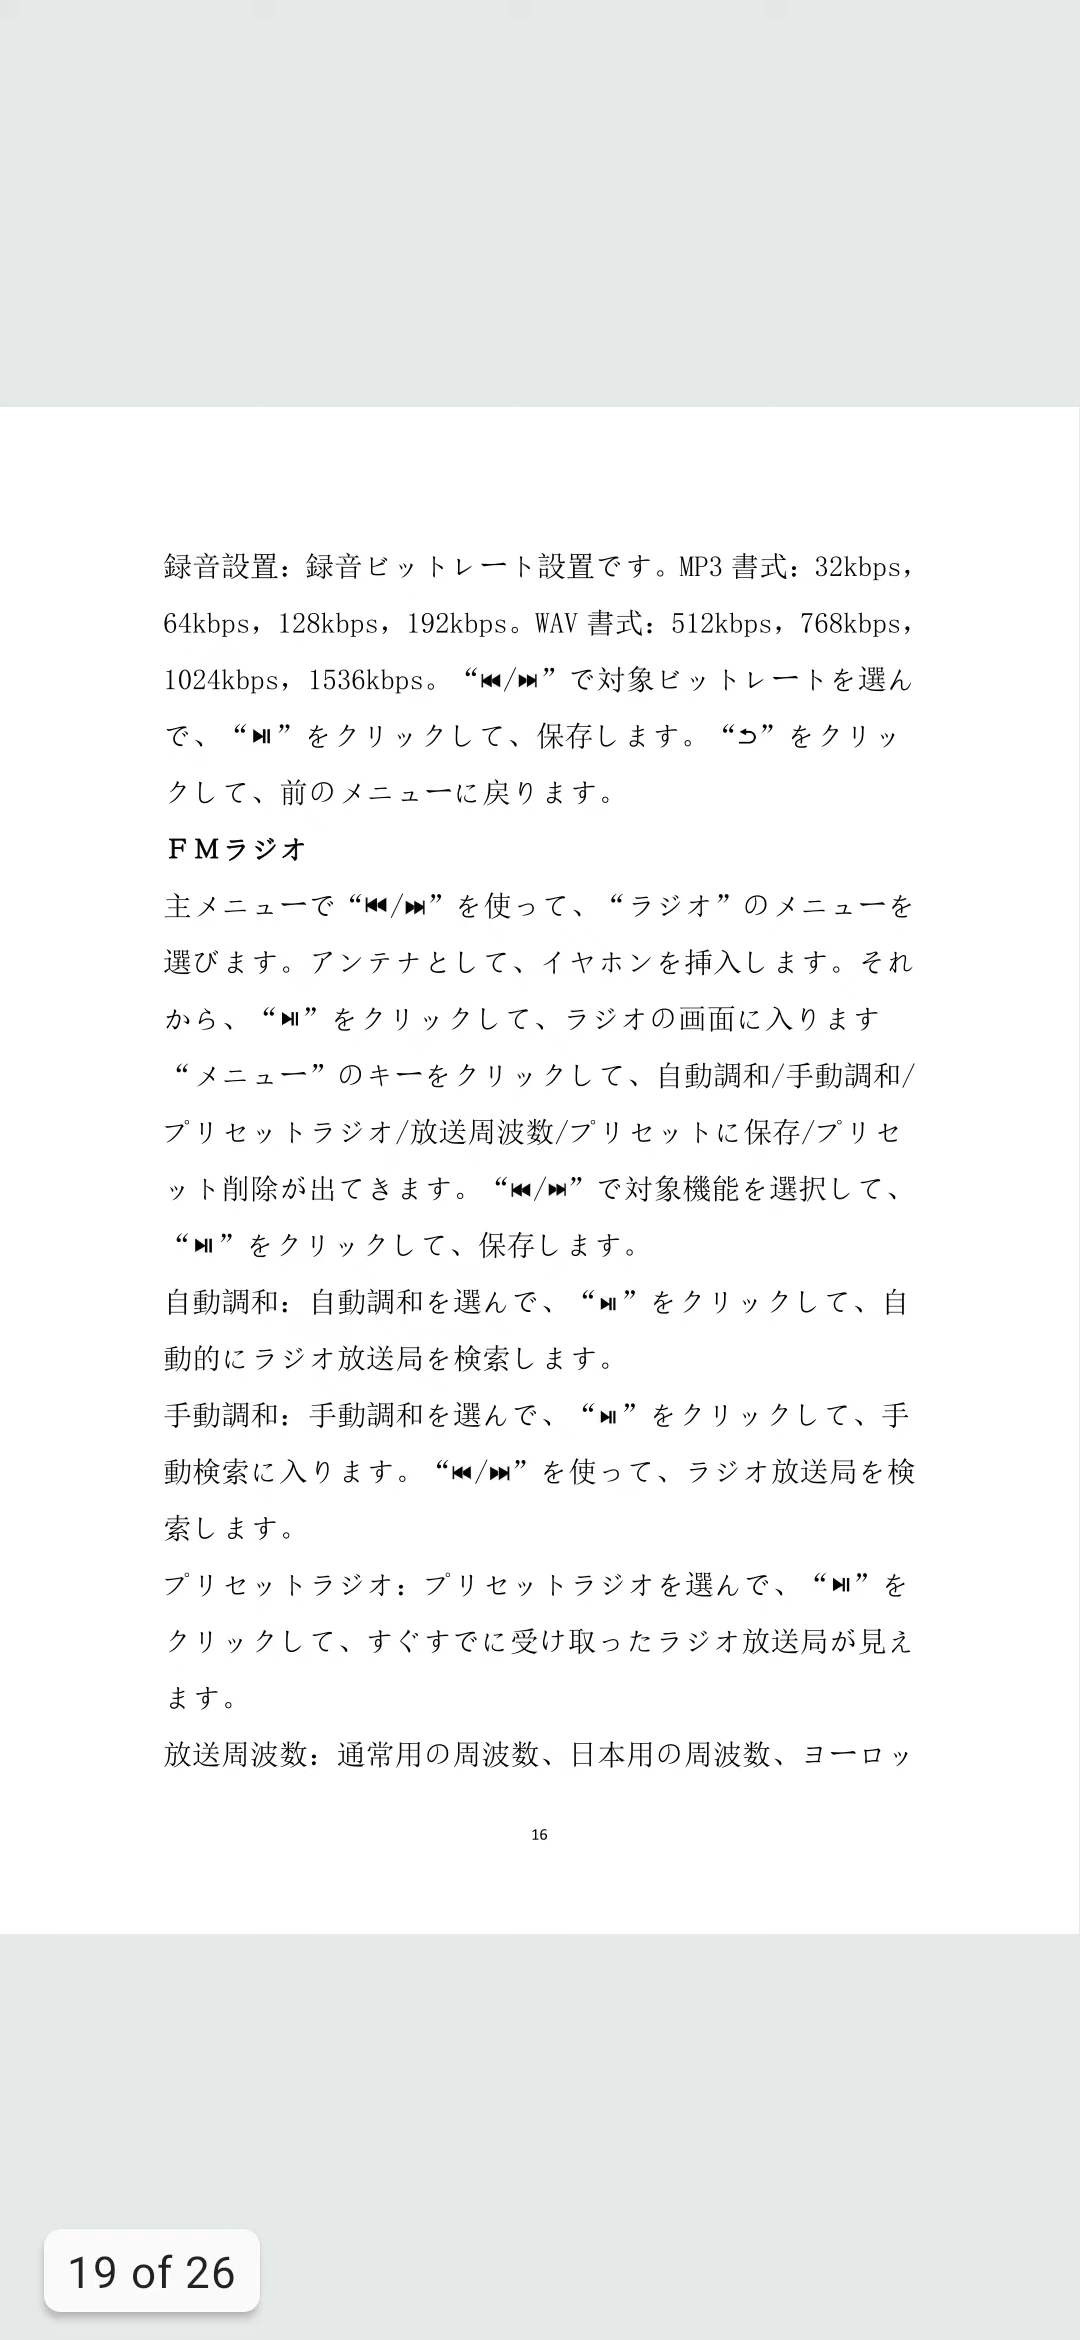 録音設置：録音ビットレート設置です。MP3 書式：32kbps，
64kbps，128kbps，192kbps。WAV 書式：512kbps，768kbps，
1024kbps，1536kbps。“⏮/⏭”で対象ビットレートを選ん
で、“⏯”をクリックして、保存します。“⮌”をクリッ
クして、前のメニューに戻ります。
ＦＭラジオ
主メニューで“⏮/⏭”を使って、“ラジオ”のメニューを
選びます。アンテナとして、イヤホンを挿入します。それ
から、“⏯”をクリックして、ラジオの画面に入ります
“メニュー”のキーをクリックして、自動調和/手動調和/
プリセットラジオ/放送周波数/プリセットに保存/プリセ
ット削除が出てきます。“⏮/⏭”で対象機能を選択して、
“⏯”をクリックして、保存します。
自動調和：自動調和を選んで、“⏯”をクリックして、自
動的にラジオ放送局を検索します。
手動調和：手動調和を選んで、“⏯”をクリックして、手
動検索に入ります。“⏮/⏭”を使って、ラジオ放送局を検
索します。
プリセットラジオ：プリセットラジオを選んで、“⏯”を
クリックして、すぐすでに受け取ったラジオ放送局が見え
ます。
放送周波数：通常用の周波数、日本用の周波数、ヨーロッ
16
19 of 26